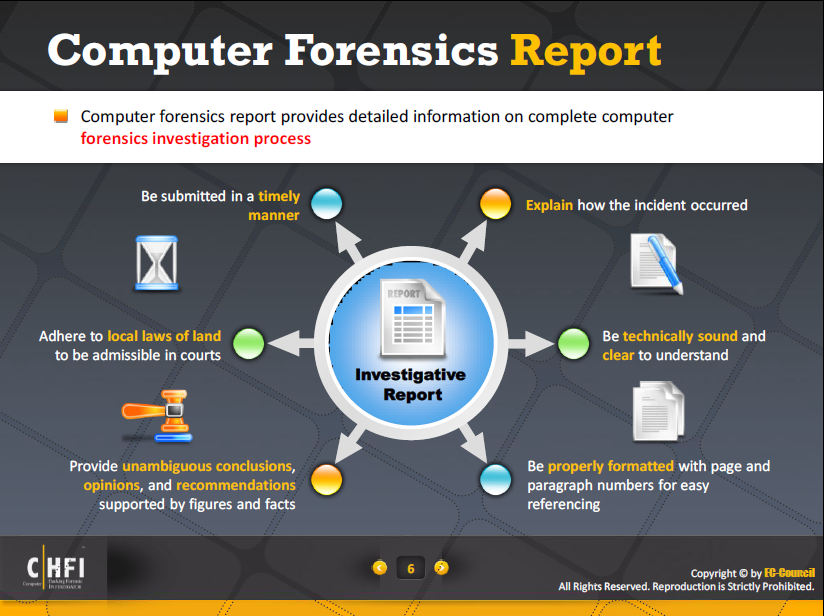 Computer Forensics Report
Computer forensics report provides detailed information on complete computer
forensics investigation process
Be submitted in a timely
manner
Explain how the incident occurred
Adhere to local laws of land
to be admissible in courts
REPORT
Investigative
Report
Be technically sound and
clear to understand
Provide unambiguous conclusions,
opinions, and recommendations
supported by figures and facts
Be properly formatted with page and
paragraph numbers for easy
referencing
CHFI
Computer Hacking Forensic
INVESTIGATOR
6
Copyright © by EC-Council
All Rights Reserved. Reproduction is Strictly Prohibited.